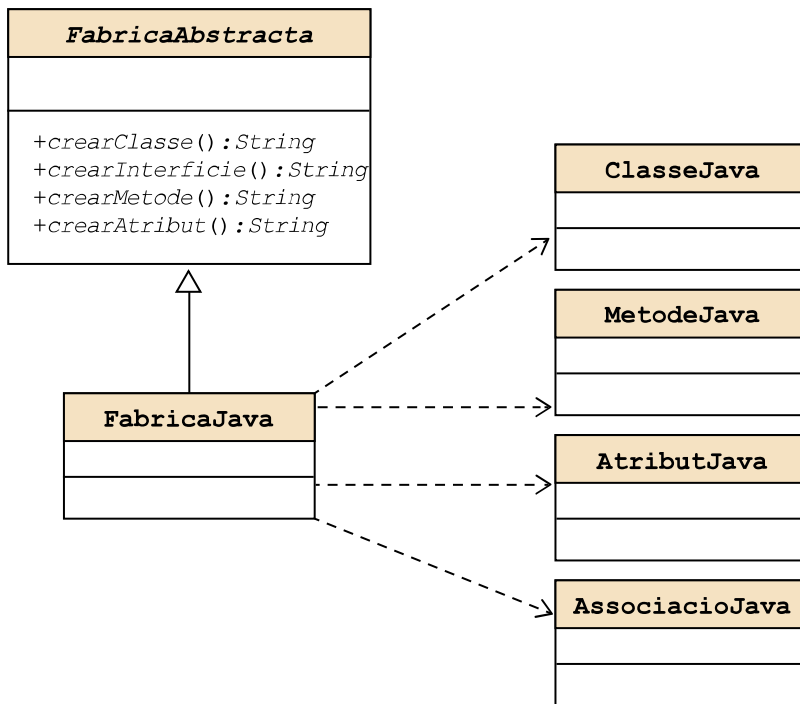 FabricaAbstracta
+crearClasse():String
+crearInterficie():String
+crearMetode():String
+crearAtribut():String
FabricaJava
ClasseJava
MetodeJava
AtributJava
AssociacioJava